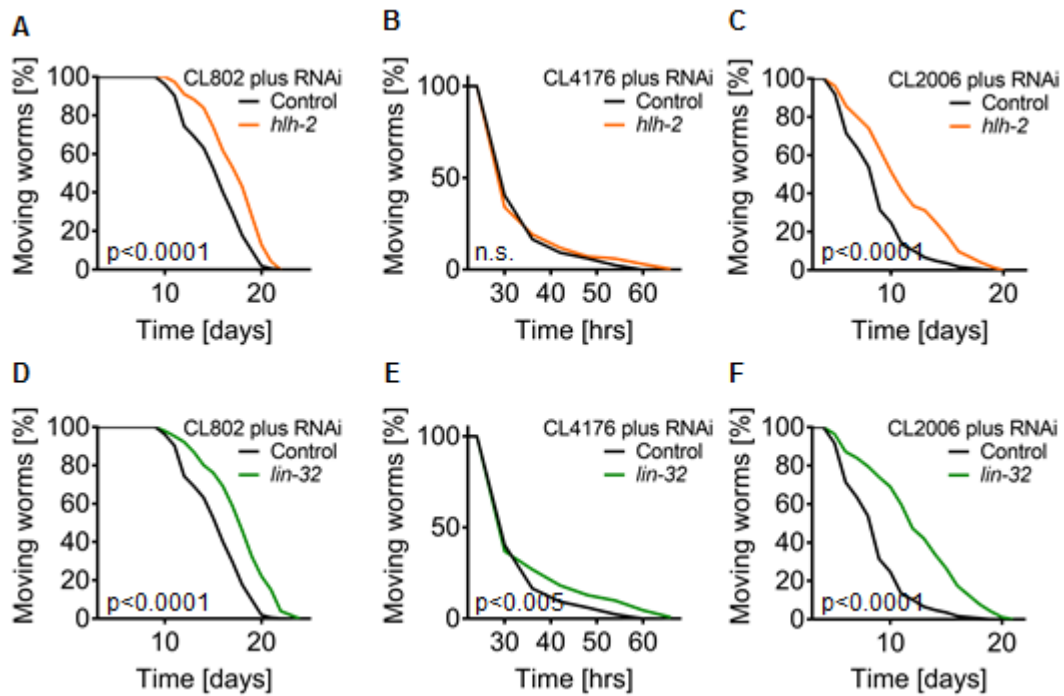 A
CL802 plus RNAi
Control
hlh-2
Moving worms [%]
100
80
60
40
20
0
p<0.0001
10
20
Time [days]
B
CL4176 plus RNAi
Control
hlh-2
Moving worms [%]
100
50
0
n.s.
30
40
50
60
Time [hrs]
C
CL2006 plus RNAi
Control
hlh-2
Moving worms [%]
100
80
60
40
20
0
p<0.0001
10
20
Time [days]
D
CL802 plus RNAi
Control
lin-32
Moving worms [%]
100
80
60
40
20
0
p<0.0001
10
20
Time [days]
E
CL4176 plus RNAi
Control
lin-32
Moving worms [%]
100
50
0
p<0.005
30
40
50
60
Time [hrs]
F
CL2006 plus RNAi
Control
lin-32
Moving worms [%]
100
80
60
40
20
0
p<0.0001
10
20
Time [days]